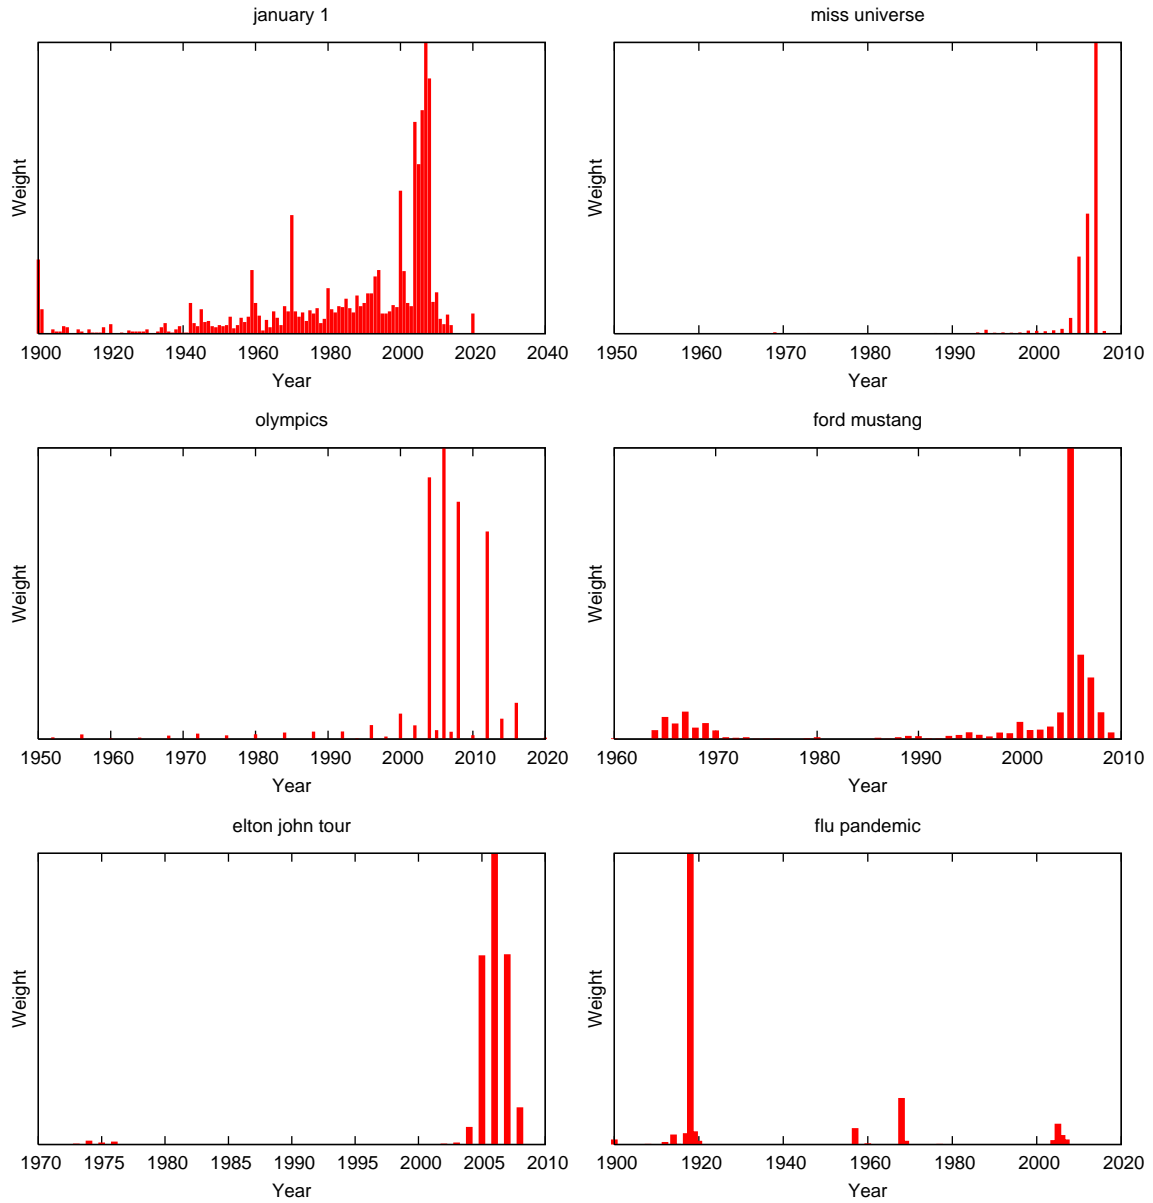 january 1
Weight
1900 1920 1940 1960 1980 2000 2020 2040
Year
miss universe
Weight
1950 1960 1970 1980 1990 2000 2010
Year
olympics
Weight
1950 1960 1970 1980 1990 2000 2010 2020
Year
ford mustang
Weight
1960 1970 1980 1990 2000 2010
Year
elton john tour
Weight
1970 1975 1980 1985 1990 1995 2000 2005 2010
Year
flu pandemic
Weight
1900 1920 1940 1960 1980 2000 2020
Year